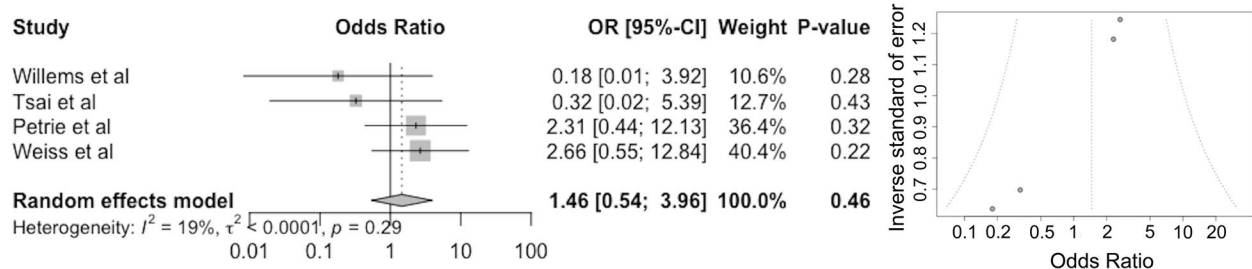 Study Odds Ratio OR [95%-CI] Weight P-value
Willems et al 0.18 [0.01; 3.92] 10.6% 0.28
Tsai et al 0.32 [0.02; 5.39] 12.7% 0.43
Petrie et al 2.31 [0.44; 12.13] 36.4% 0.32
Weiss et al 2.66 [0.55; 12.84] 40.4% 0.22
Random effects model 1.46 [0.54; 3.96] 100.0% 0.46
Heterogeneity: I² = 19%, τ² < 0.0001, p = 0.29
0.01 0.1 1 10 100
Inverse standard of error
1.2
1.1
1.0
0.9
0.8
0.7
0.1 0.2 0.5 1 2 5 10 20
Odds Ratio